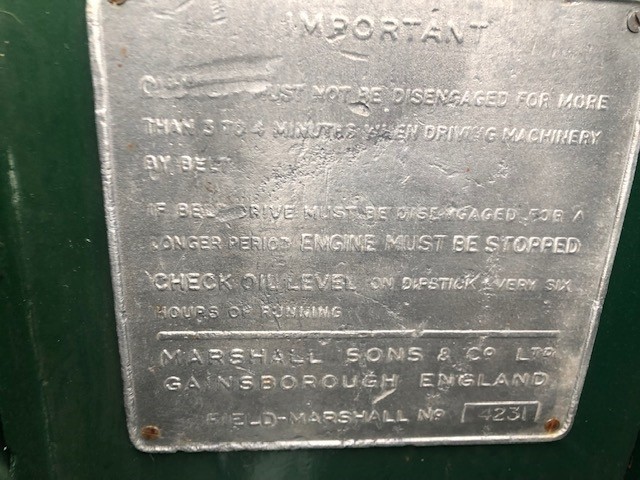 IMPORTANT
MUST NOT BE DISENGAGED FOR MORE
THAN 3 TO 4 MINUTES WHEN DRIVING MACHINERY
BY BELT
IF BELT DRIVE MUST BE DISENGAGED FOR A
LONGER PERIOD ENGINE MUST BE STOPPED
CHECK OIL LEVEL ON DIPSTICK EVERY SIX
HOURS OF RUNNING
MARSHALL SONS & CO LTD
GAINSBOROUGH ENGLAND
FIELD-MARSHALL No 4231